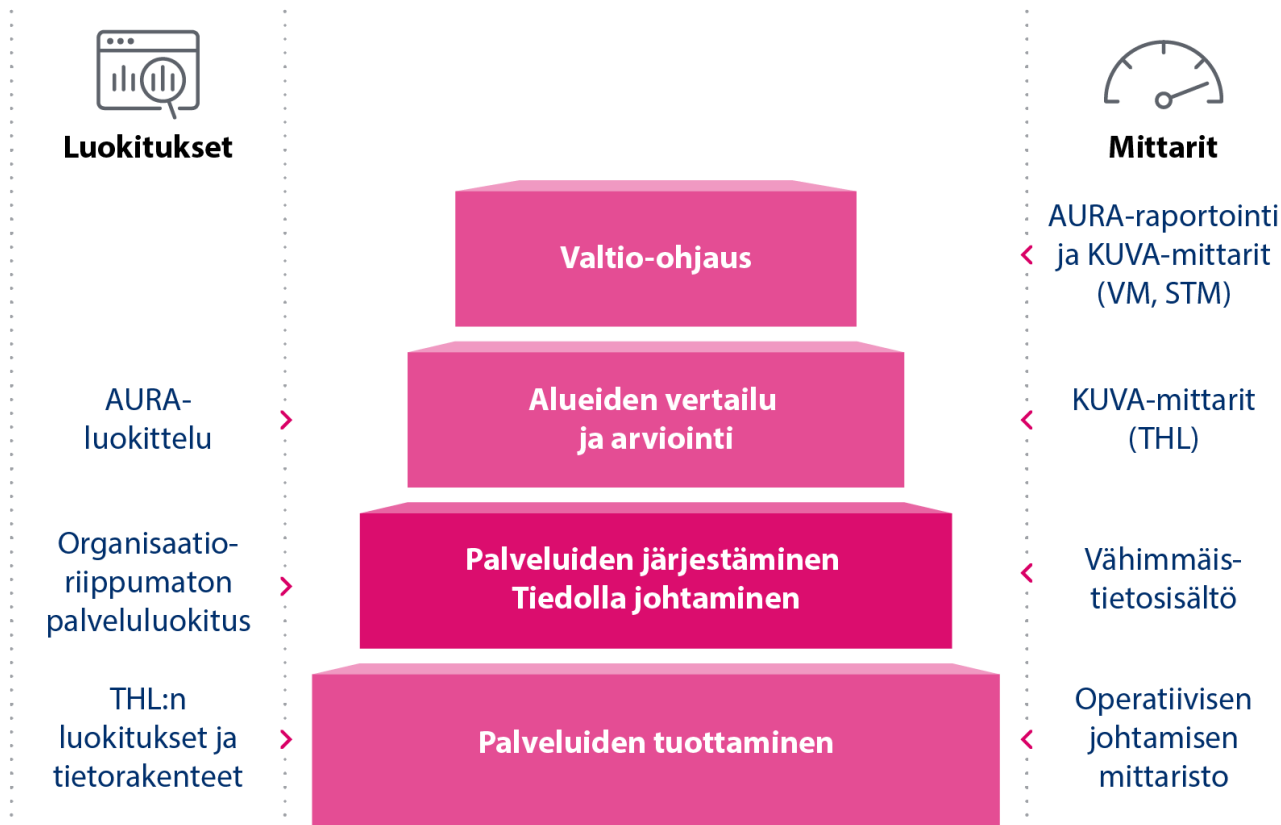 Luokitukset
Mittarit
Valtio-ohjaus
AURA-raportointi
ja KUVA-mittarit
(VM, STM)
AURA-
luokittelu
Alueiden vertailu
ja arviointi
KUVA-mittarit
(THL)
Organisaatio-
riippumaton
palveluluokitus
Palveluiden järjestäminen
Tiedolla johtaminen
Vähimmäis-
tietosisältö
THL:n
luokitukset ja
tietorakenteet
Palveluiden tuottaminen
Operatiivisen
johtamisen
mittaristo